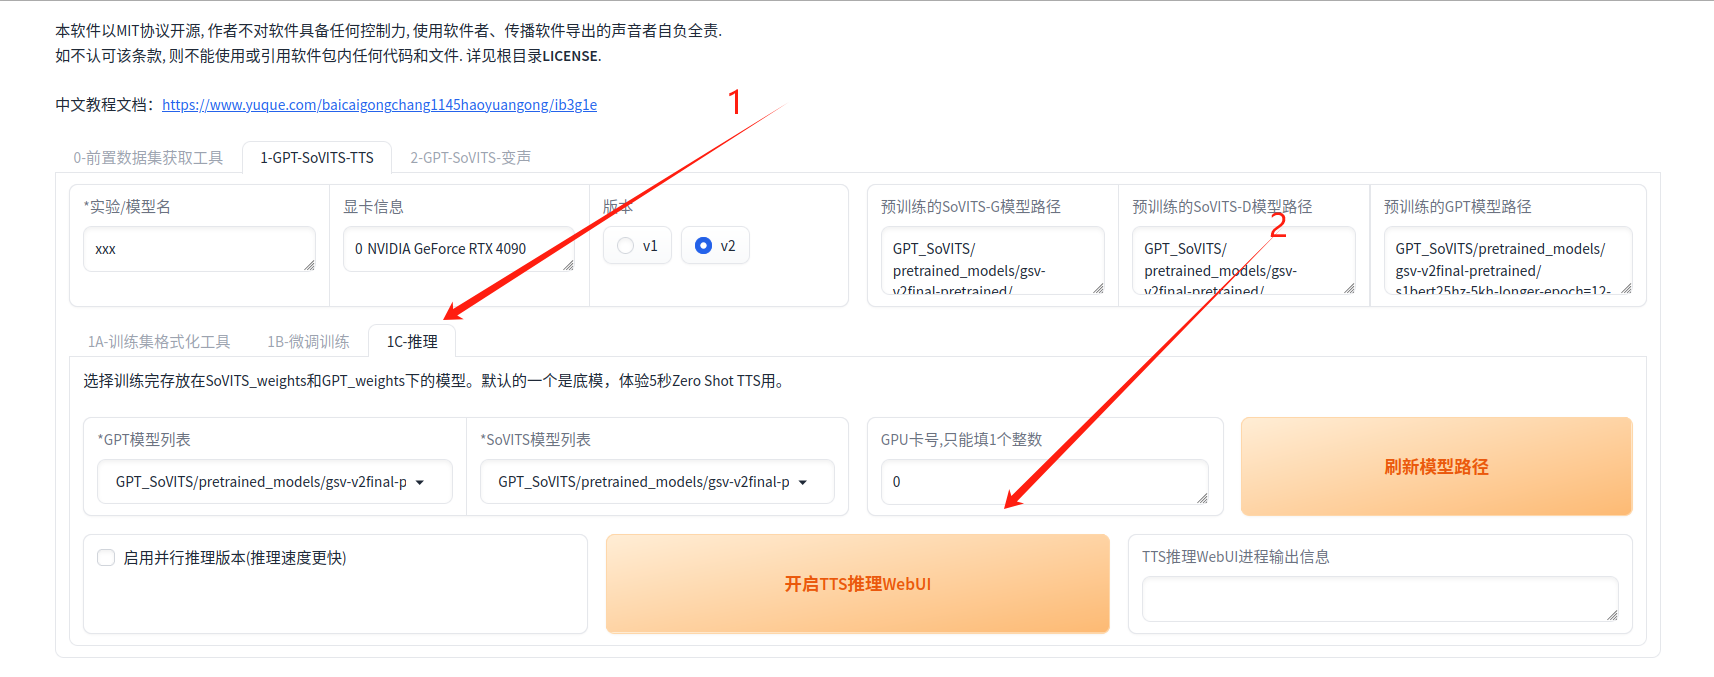 本软件以MIT协议开源, 作者不对软件具备任何控制力, 使用软件者、传播软件导出的声音者自负全责.
如不认可该条款, 则不能使用或引用软件包内任何代码和文件. 详见根目录LICENSE.
中文教程文档：https://www.yuque.com/baicaigongchang1145haoyuangong/ib3g1e
1
0-前置数据集获取工具
1-GPT-SoVITS-TTS
2-GPT-SoVITS-变声
*实验/模型名
xxx
显卡信息
0 NVIDIA GeForce RTX 4090
版本
v1
v2
预训练的SoVITS-G模型路径
GPT_SoVITS/
pretrained_models/gsv-
v2final-pretrained/
预训练的SoVITS-D模型路径
GPT_SoVITS/
pretrained_models/gsv-
v2final-pretrained/
预训练的GPT模型路径
GPT_SoVITS/pretrained_models/
gsv-v2final-pretrained/
s1bert25hz-5kh-longer-epoch=12-
2
1A-训练集格式化工具
1B-微调训练
1C-推理
选择训练完存放在SoVITS_weights和GPT_weights下的模型。默认的一个是底模，体验5秒Zero Shot TTS用。
*GPT模型列表
GPT_SoVITS/pretrained_models/gsv-v2final-p
*SoVITS模型列表
GPT_SoVITS/pretrained_models/gsv-v2final-p
GPU卡号,只能填1个整数
0
刷新模型路径
启用并行推理版本(推理速度更快)
开启TTS推理WebUI
TTS推理WebUI进程输出信息